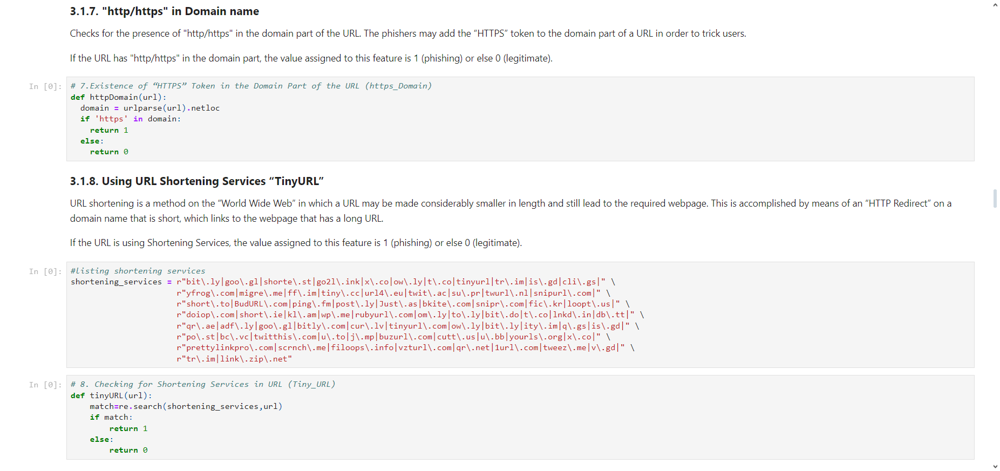 3.1.7. "http/https" in Domain name
Checks for the presence of "http/https" in the domain part of the URL. The phishers may add the “HTTPS” token to the domain part of a URL in order to trick users.
If the URL has "http/https" in the domain part, the value assigned to this feature is 1 (phishing) or else 0 (legitimate).
In [0]:
# 7.Existence of “HTTPS” Token in the Domain Part of the URL (https_Domain)
def httpDomain(url):
  domain = urlparse(url).netloc
  if 'https' in domain:
    return 1
  else:
    return 0
3.1.8. Using URL Shortening Services “TinyURL”
URL shortening is a method on the “World Wide Web” in which a URL may be made considerably smaller in length and still lead to the required webpage. This is accomplished by means of an “HTTP Redirect” on a
domain name that is short, which links to the webpage that has a long URL.
If the URL is using Shortening Services, the value assigned to this feature is 1 (phishing) or else 0 (legitimate).
In [0]:
#listing shortening services
shortening_services = r"bit\.ly|goo\.gl|shorte\.st|go2l\.ink|x\.co|ow\.ly|t\.co|tinyurl|tr\.im|is\.gd|cli\.gs|" \
                      r"yfrog\.com|migre\.me|ff\.im|tiny\.cc|url4\.eu|twit\.ac|su\.pr|twurl\.nl|snipurl\.com|" \
                      r"short\.to|BudURL\.com|ping\.fm|post\.ly|Just\.as|bkite\.com|snipr\.com|fic\.kr|loopt\.us|" \
                      r"doiop\.com|short\.ie|kl\.am|wp\.me|rubyurl\.com|om\.ly|to\.ly|bit\.do|t\.co|lnkd\.in|db\.tt|" \
                      r"qr\.ae|adf\.ly|goo\.gl|bitly\.com|cur\.lv|tinyurl\.com|ow\.ly|bit\.ly|ity\.im|q\.gs|is\.gd|" \
                      r"po\.st|bc\.vc|twitthis\.com|u\.to|j\.mp|buzurl\.com|cutt\.us|u\.bb|yourls\.org|x\.co|" \
                      r"prettylinkpro\.com|scrnch\.me|filoops\.info|vzturl\.com|qr\.net|1url\.com|tweez\.me|v\.gd|" \
                      r"tr\.im|link\.zip\.net"
In [0]:
# 8. Checking for Shortening Services in URL (Tiny_URL)
def tinyURL(url):
    match=re.search(shortening_services,url)
    if match:
        return 1
    else:
        return 0